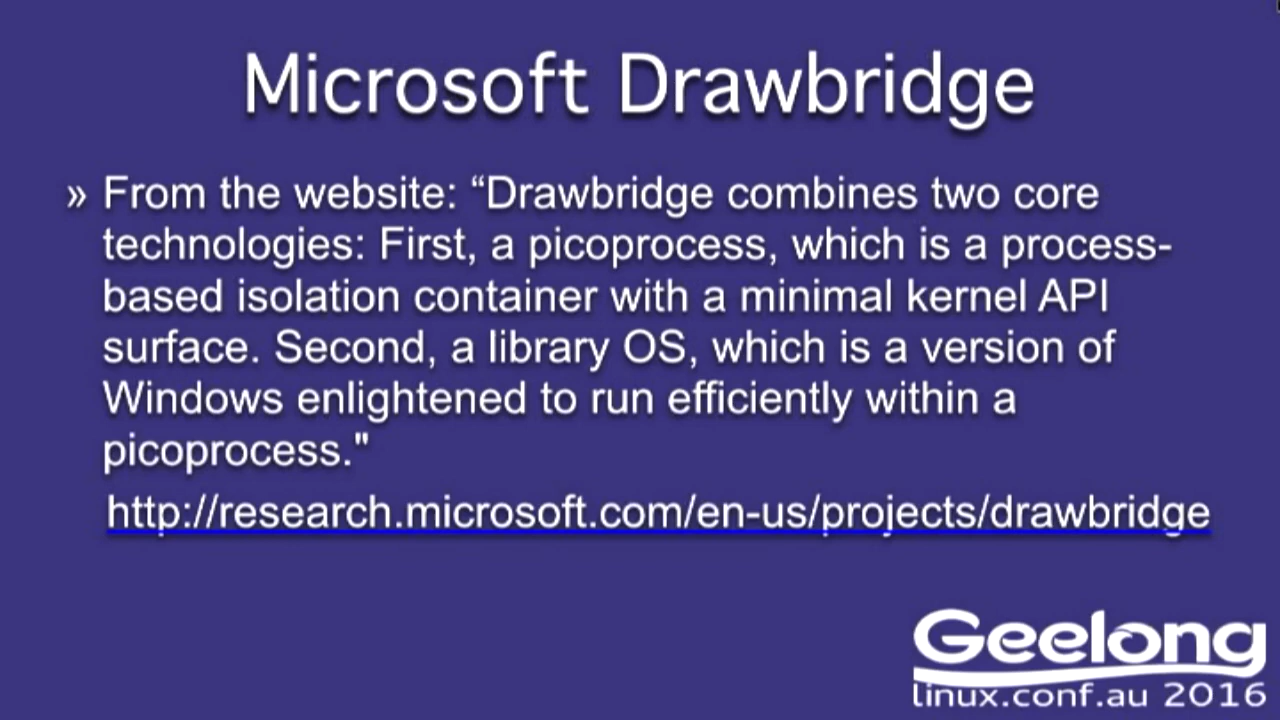 Microsoft Drawbridge
» From the website: “Drawbridge combines two core
technologies: First, a picoprocess, which is a process-
based isolation container with a minimal kernel API
surface. Second, a library OS, which is a version of
Windows enlightened to run efficiently within a
picoprocess."
http://research.microsoft.com/en-us/projects/drawbridge
Geelong
linux.conf.au 2016